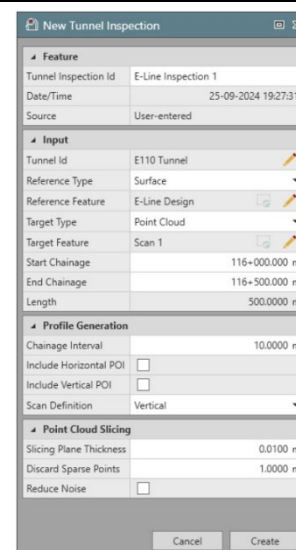 New Tunnel Inspection
Feature
Tunnel Inspection Id E-Line Inspection 1
Date/Time 25-09-2024 19:27:31
Source User-entered
Input
Tunnel Id E110 Tunnel
Reference Type Surface
Reference Feature E-Line Design
Target Type Point Cloud
Target Feature Scan 1
Start Chainage 116+000.000
End Chainage 116+500.000
Length 500.0000
Profile Generation
Chainage Interval 10.0000
Include Horizontal POI
Include Vertical POI
Scan Definition Vertical
Point Cloud Slicing
Slicing Plane Thickness 0.0100
Discard Sparse Points 1.0000
Reduce Noise
Cancel Create